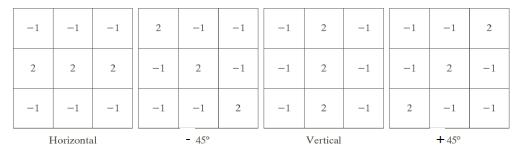 −1 −1 −1 2 −1 −1 −1 2 −1 −1 −1 2
2 2 2 −1 2 −1 −1 2 −1 −1 2 −1
−1 −1 −1 −1 −1 2 −1 2 −1 2 −1 −1
Horizontal - 45° Vertical + 45°